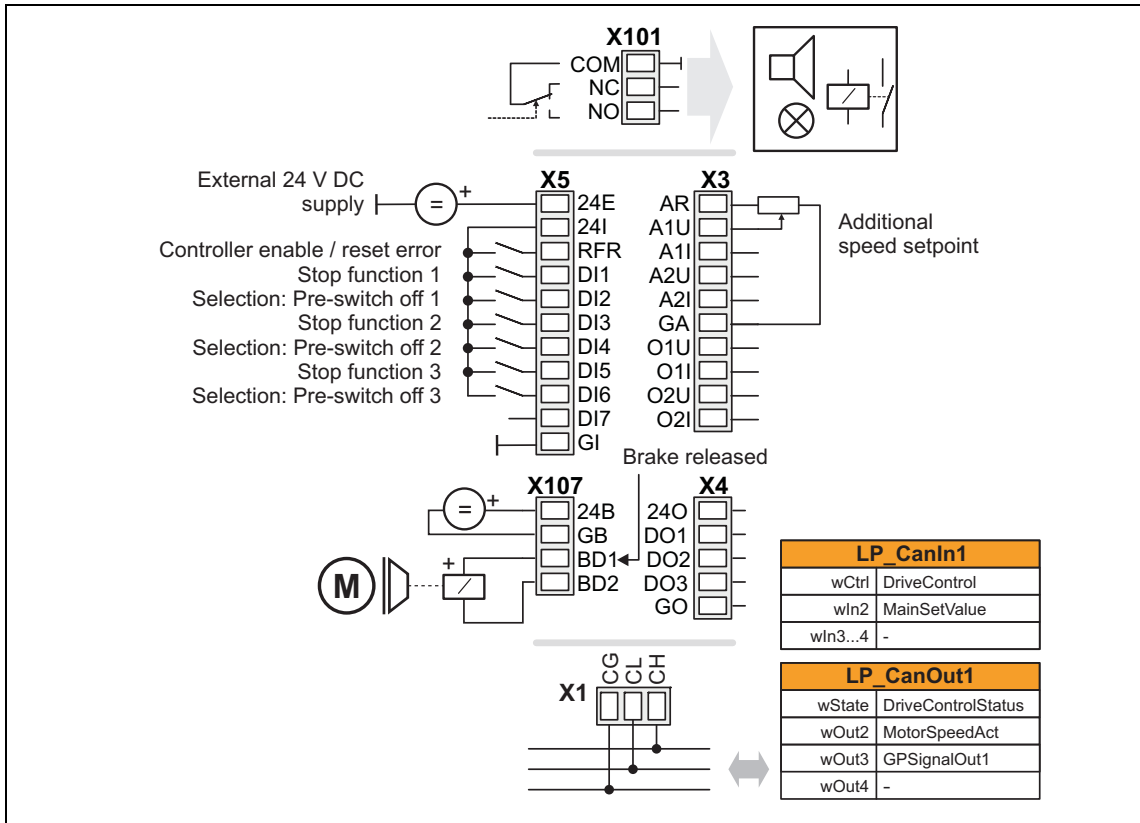 X101
COM
NC
NO
External 24 V DC
supply
=
+
X5
24E
24I
RFR
DI1
DI2
DI3
DI4
DI5
DI6
DI7
GI
Controller enable / reset error
Stop function 1
Selection: Pre-switch off 1
Stop function 2
Selection: Pre-switch off 2
Stop function 3
Selection: Pre-switch off 3
X3
AR
A1U
A1I
A2U
A2I
GA
O1U
O1I
O2U
O2I
Additional
speed setpoint
Brake released
X107
=
+
24B
GB
BD1
BD2
+
M
X4
24O
DO1
DO2
DO3
GO
X1
CG
CL
CH
LP_CanIn1
wCtrl DriveControl
wIn2 MainSetValue
wIn3...4 -
LP_CanOut1
wState DriveControlStatus
wOut2 MotorSpeedAct
wOut3 GPSignalOut1
wOut4 -